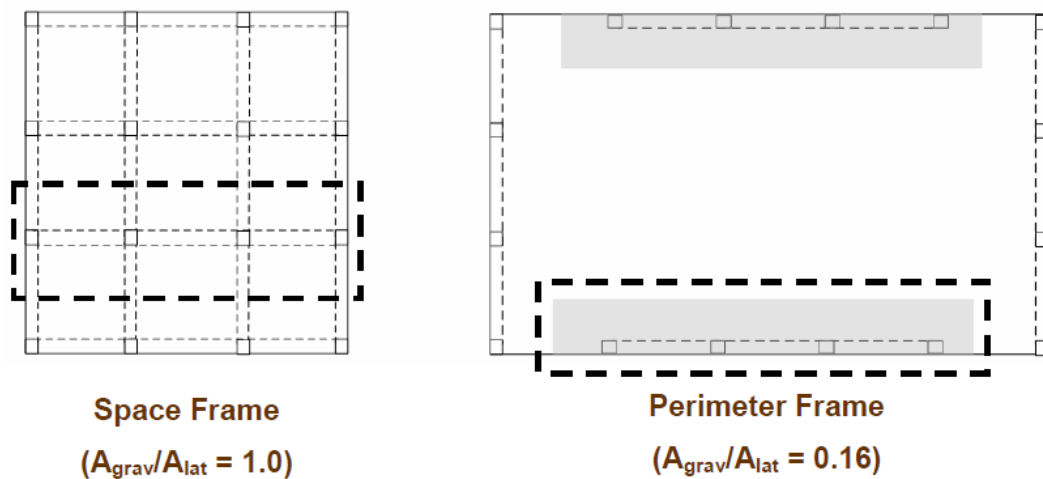 Space Frame
(Agrav/Alat = 1.0)
Perimeter Frame
(Agrav/Alat = 0.16)